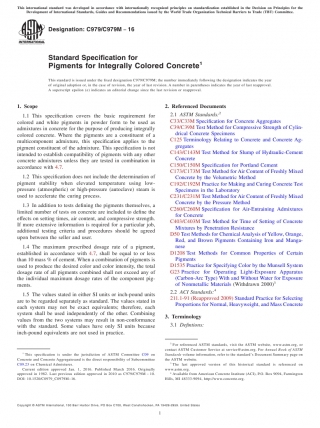 This international standard was developed in accordance with internationally recognized principles on standardization established in the Decision on Principles for the
Development of International Standards, Guides and Recommendations issued by the World Trade Organization Technical Barriers to Trade (TBT) Committee.
Designation: C979/C979M – 16
Standard Specification for
Pigments for Integrally Colored Concrete1
This standard is issued under the fixed designation C979/C979M; the number immediately following the designation indicates the year
of original adoption or, in the case of revision, the year of last revision. A number in parentheses indicates the year of last reapproval.
A superscript epsilon (ε) indicates an editorial change since the last revision or reapproval.
1. Scope
1.1 This specification covers the basic requirement for
colored and white pigments in powder form to be used as
admixtures in concrete for the purpose of producing integrally
colored concrete. Where the pigments are a constituent of a
multicomponent admixture, this specification applies to the
pigment constituent of the admixture. This specification is not
intended to establish compatibility of pigments with any other
concrete admixtures unless they are tested in combination in
accordance with 4.7.
1.2 This specification does not include the determination of
pigment stability when elevated temperature using low-
pressure (atmospheric) or high-pressure (autoclave) steam is
used to accelerate the curing process.
1.3 In addition to tests defining the pigments themselves, a
limited number of tests on concrete are included to define the
effects on setting times, air content, and compressive strength.
If more extensive information is required for a particular job,
additional testing criteria and procedures should be agreed
upon between the seller and user.
1.4 The maximum prescribed dosage rate of a pigment,
established in accordance with 4.7, shall be equal to or less
than 10 mass % of cement. When a combination of pigments is
used to produce the desired color and color intensity, the total
dosage rate of all pigments combined shall not exceed any of
the individual maximum dosage rates of the component pig-
ments.
1.5 The values stated in either SI units or inch-pound units
are to be regarded separately as standard. The values stated in
each system may not be exact equivalents; therefore, each
system shall be used independently of the other. Combining
values from the two systems may result in non-conformance
with the standard. Some values have only SI units because
inch-pound equivalents are not used in practice.
1 This specification is under the jurisdiction of ASTM Committee C09 on
Concrete and Concrete Aggregates and is the direct responsibility of Subcommittee
C09.23 on Chemical Admixtures.
Current edition approved Jan. 1, 2016. Published March 2016. Originally
approved in 1982. Last previous edition approved in 2010 as C979/C979M – 10.
DOI: 10.1520/C0979_C0979M-16.
2. Referenced Documents
2.1 ASTM Standards:2
C33/C33M Specification for Concrete Aggregates
C39/C39M Test Method for Compressive Strength of Cylin-
drical Concrete Specimens
C125 Terminology Relating to Concrete and Concrete Ag-
gregates
C143/C143M Test Method for Slump of Hydraulic-Cement
Concrete
C150/C150M Specification for Portland Cement
C173/C173M Test Method for Air Content of Freshly Mixed
Concrete by the Volumetric Method
C192/C192M Practice for Making and Curing Concrete Test
Specimens in the Laboratory
C231/C231M Test Method for Air Content of Freshly Mixed
Concrete by the Pressure Method
C260/C260M Specification for Air-Entraining Admixtures
for Concrete
C403/C403M Test Method for Time of Setting of Concrete
Mixtures by Penetration Resistance
D50 Test Methods for Chemical Analysis of Yellow, Orange,
Red, and Brown Pigments Containing Iron and Manga-
nese
D1208 Test Methods for Common Properties of Certain
Pigments
D1535 Practice for Specifying Color by the Munsell System
G23 Practice for Operating Light-Exposure Apparatus
(Carbon-Arc Type) With and Without Water for Exposure
of Nonmetallic Materials (Withdrawn 2000)3
2.2 ACI Standards:4
211.1-91 (Reapproved 2009) Standard Practice for Selecting
Proportions for Normal, Heavyweight, and Mass Concrete
3. Terminology
3.1 Definitions:
2 For referenced ASTM standards, visit the ASTM website, www.astm.org, or
contact ASTM Customer Service at service@astm.org. For Annual Book of ASTM
Standards volume information, refer to the standard's Document Summary page on
the ASTM website.
3 The last approved version of this historical standard is referenced on
www.astm.org.
4 Available from American Concrete Institute (ACI), P.O. Box 9094, Farmington
Hills, MI 48333-9094, http://www.concrete.org.
Copyright © ASTM International, 100 Barr Harbor Drive, PO Box C700, West Conshohocken, PA 19428-2959. United States
1